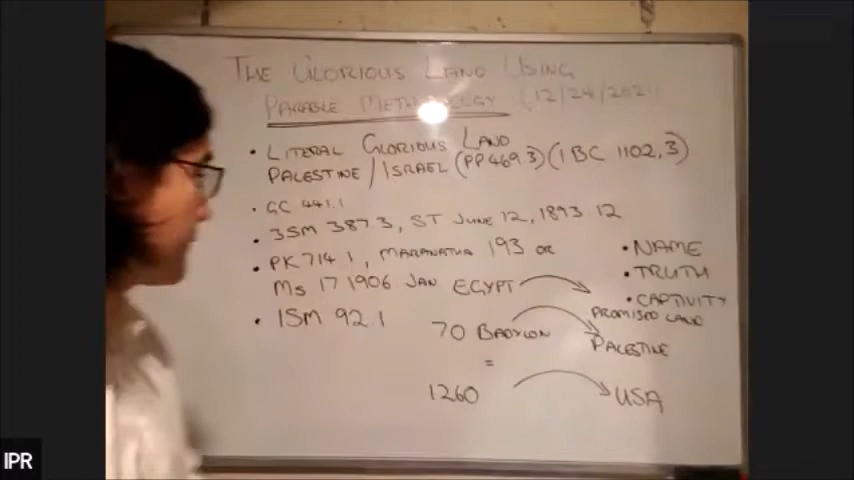 THE GLORIOUS LAND USING
PARABLE METHODOLOGY (12/24/2021)
• LITERAL GLORIOUS LAND
PALESTINE/ISRAEL (PP469.3) (1BC 1102,3)
• GC 441.1
• 3SM 387.3, ST JUNE 12, 1893 12
• PK 714.1, MARANATHA 193 OR
MS 17 1906 JAN
• 1SM 92.1
• NAME
• TRUTH
• CAPTIVITY
EGYPT
PROMISED LAND
70 BABYLON
PALESTINE
=
1260
USA
IPR